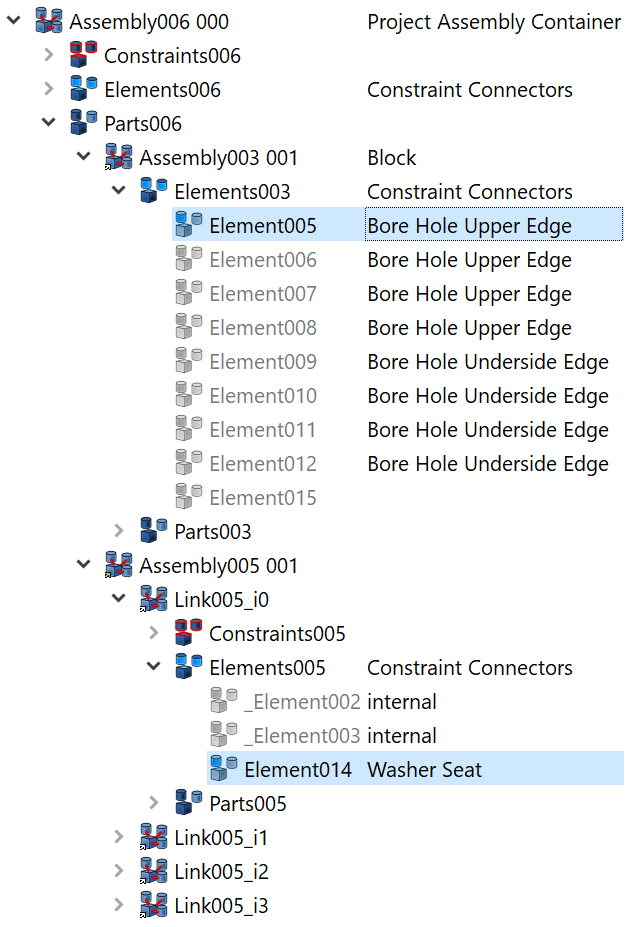 Assembly006 000 Project Assembly Container
Constraints006
Elements006 Constraint Connectors
Parts006
Assembly003 001 Block
Elements003 Constraint Connectors
Element005 Bore Hole Upper Edge
Element006 Bore Hole Upper Edge
Element007 Bore Hole Upper Edge
Element008 Bore Hole Upper Edge
Element009 Bore Hole Underside Edge
Element010 Bore Hole Underside Edge
Element011 Bore Hole Underside Edge
Element012 Bore Hole Underside Edge
Element015
Parts003
Assembly005 001
Link005_i0
Constraints005
Elements005 Constraint Connectors
_Element002 internal
_Element003 internal
Element014 Washer Seat
Parts005
Link005_i1
Link005_i2
Link005_i3